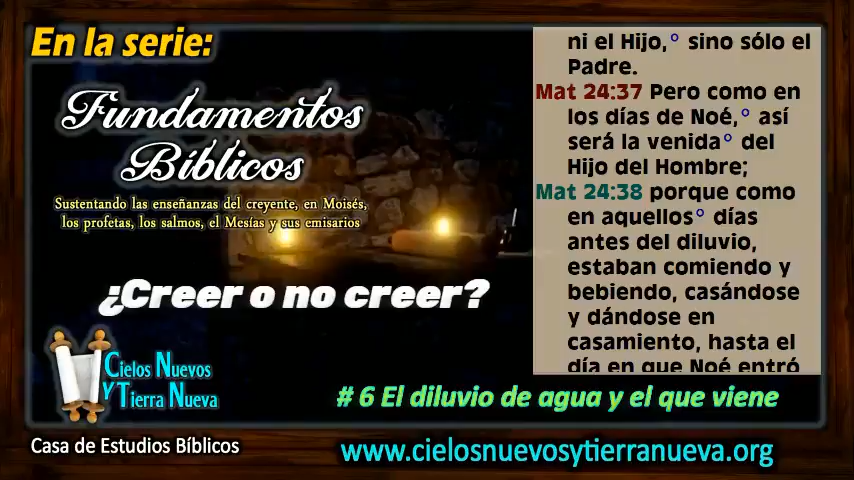 En la serie:
Fundamentos
Bíblicos
Sustentando las enseñanzas del creyente, en Moisés,
los profetas, los salmos, el Mesías y sus emisarios
¿Creer o no creer?
ni el Hijo,° sino sólo el
Padre.
Mat 24:37 Pero como en
los días de Noé,° así
será la venida° del
Hijo del Hombre;
Mat 24:38 porque como
en aquellos° días
antes del diluvio,
estaban comiendo y
bebiendo, casándose
y dándose en
casamiento, hasta el
día en que Noé entró
Cielos Nuevos
Y Tierra Nueva
# 6 El diluvio de agua y el que viene
Casa de Estudios Bíblicos
www.cielosnuevosytierranueva.org